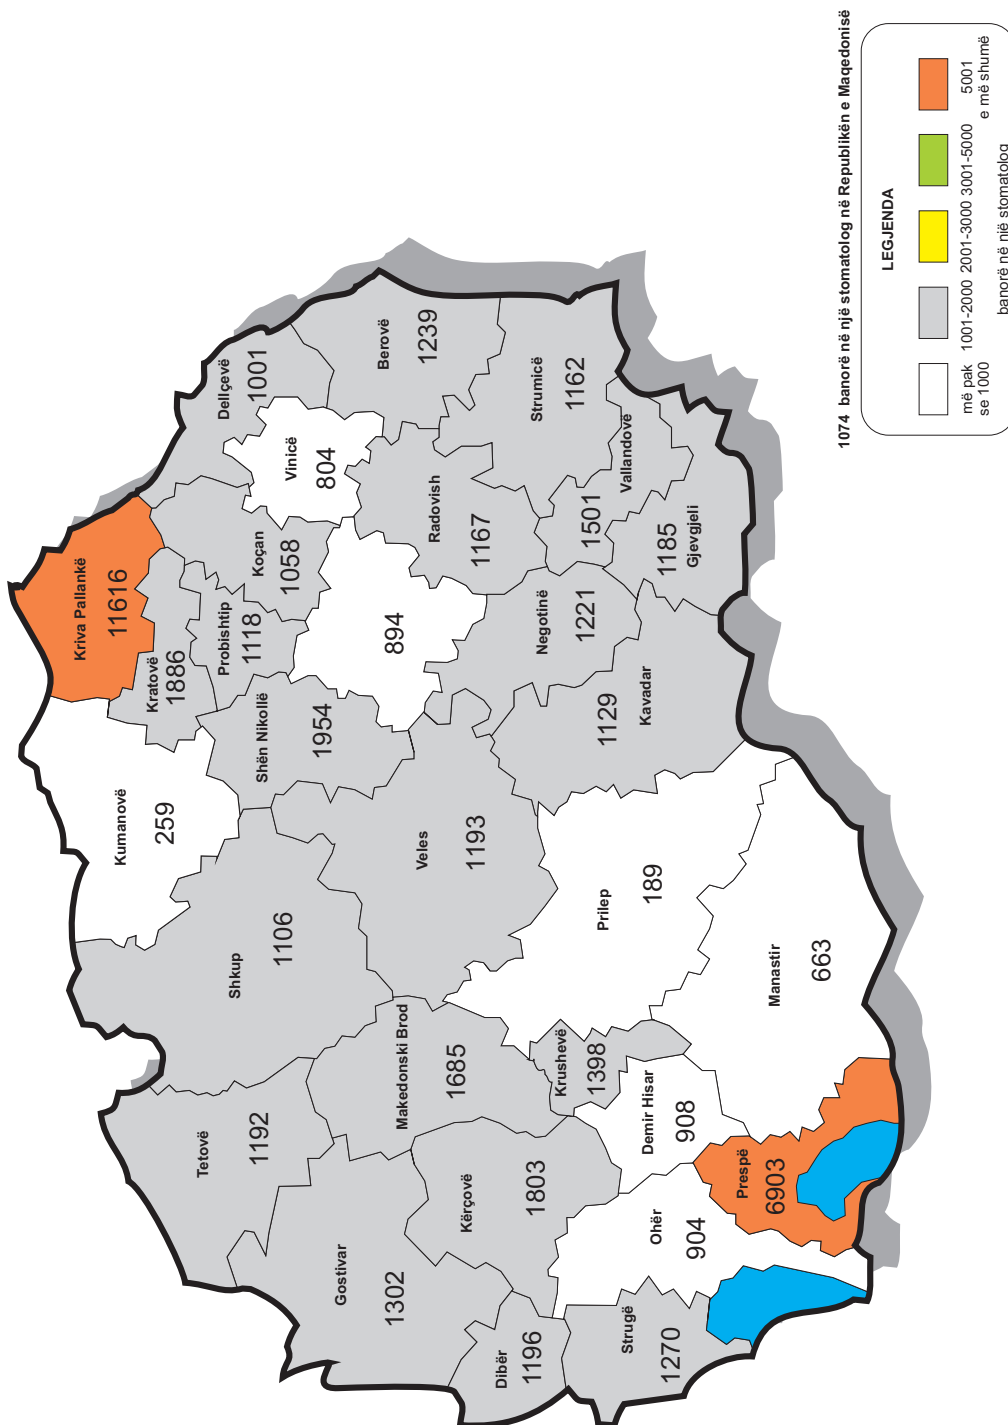 Kriva Pallankë
11616
Kratovë
1886
Kumanovë
259
Probishtip
1118
Koçan
1058
Dellçevë
1001
Vinicë
804
Berovë
1239
Shën Nikollë
1954
894
Radovish
1167
Strumicë
1162
Vallandovë
1501
1185
Gjevgjeli
Negotinë
1221
1129
Kavadar
Veles
1193
Shkup
1106
Tetovë
1192
Gostivar
1302
Makedonski Brod
1685
Kërçovë
1803
Dibër
1196
Krushevë
1398
Prilep
189
Demir Hisar
908
Manastir
663
Ohër
904
Prespë
6903
Strugë
1270
1074 banorë në një stomatolog në Republikën e Maqedonisë
LEGJENDA
më pak
se 1000
1001-2000
2001-3000
3001-5000
5001
e më shumë
banorë në një stomatolog